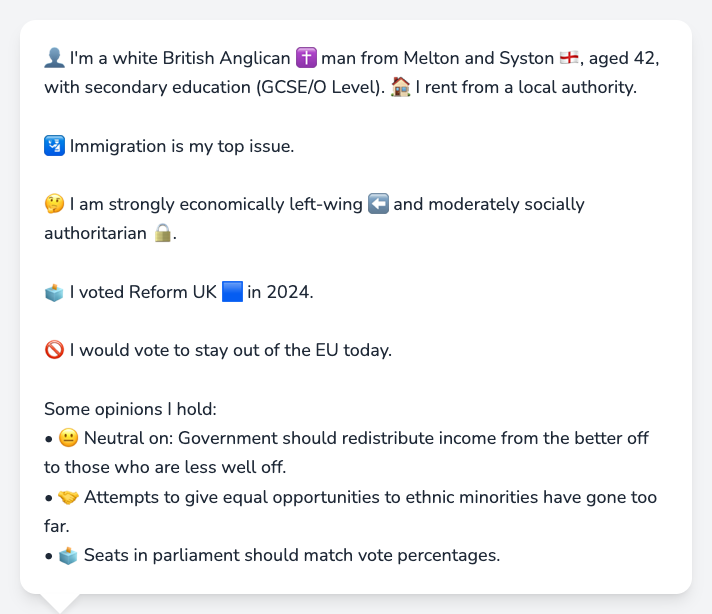 👤 I'm a white British Anglican ✝️ man from Melton and Syston 🏴󠁧󠁢󠁥󠁮󠁧󠁿, aged 42,
with secondary education (GCSE/O Level). 🏠 I rent from a local authority.
🛂 Immigration is my top issue.
🤔 I am strongly economically left-wing ⬅️ and moderately socially
authoritarian 🔒.
🗳️ I voted Reform UK 🟦 in 2024.
🚫 I would vote to stay out of the EU today.
Some opinions I hold:
• 😐 Neutral on: Government should redistribute income from the better off
to those who are less well off.
• 🤝 Attempts to give equal opportunities to ethnic minorities have gone too
far.
• 🗳️ Seats in parliament should match vote percentages.